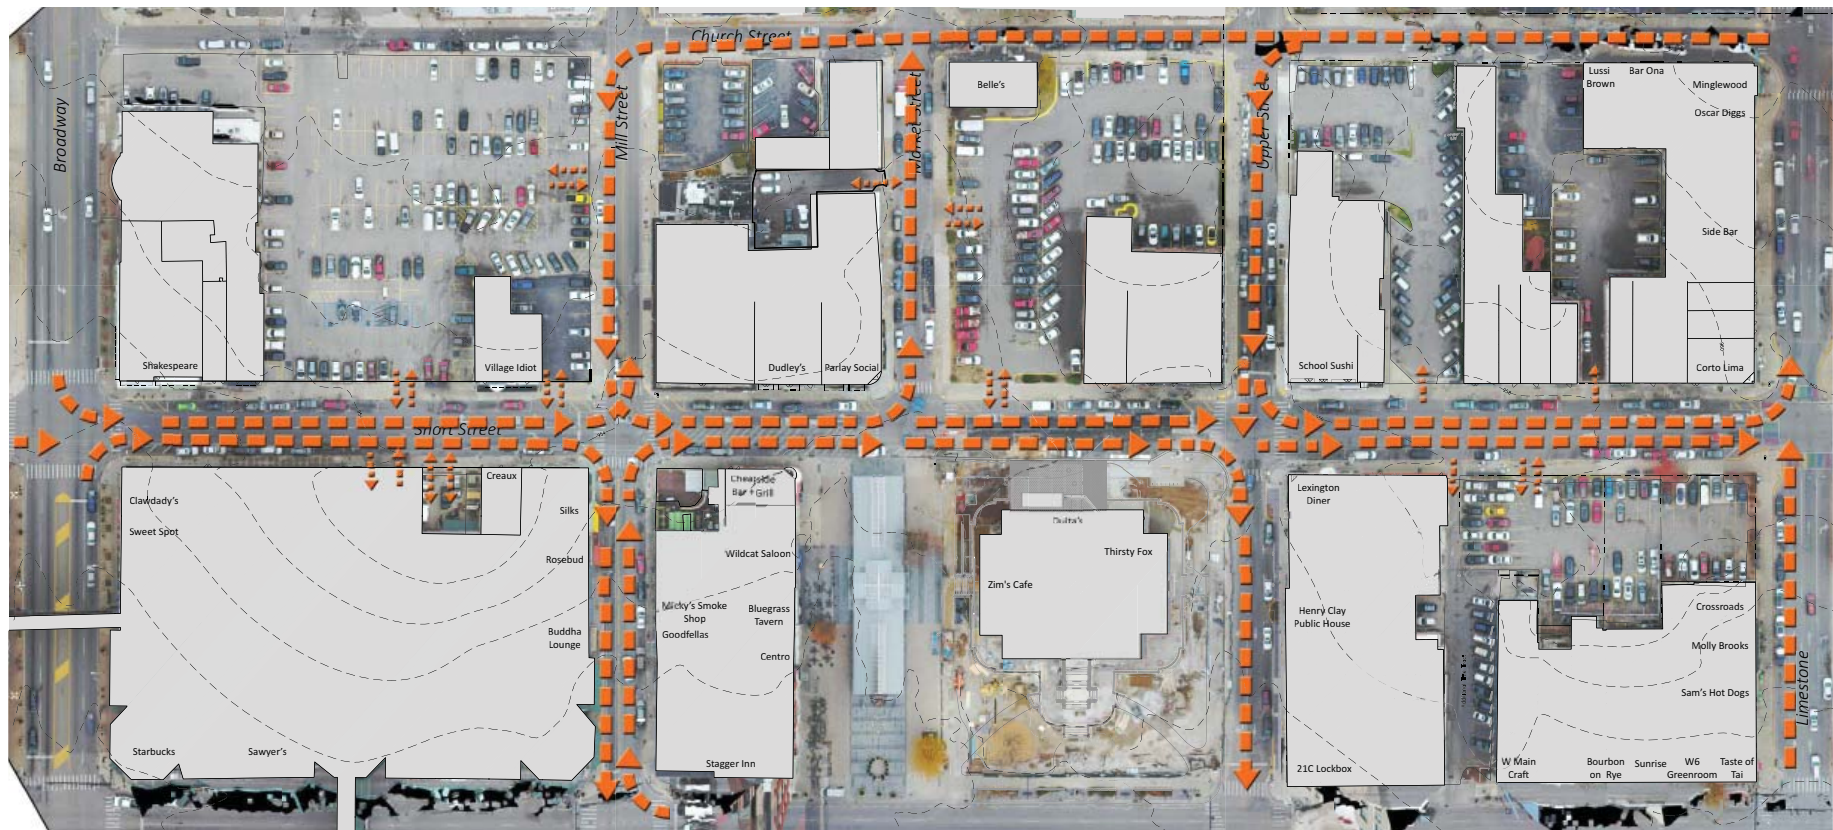 Church Street
Broadway
Mill Street
Market Street
Upper Street
Belle's
Lussi
Brown
Bar Ona
Minglewood
Oscar Diggs
Side Bar
Shakespeare
Village Idiot
Dudley's
Parlay Social
School Sushi
Corto Lima
Short Street
Clawdady's
Sweet Spot
Creaux
Silks
Rosebud
Buddha
Lounge
Starbucks
Sawyer's
Cheapside
Bar + Grill
Wildcat Saloon
Micky's Smoke
Shop
Goodfellas
Bluegrass
Tavern
Centro
Stagger Inn
Thirsty Fox
Zim's Cafe
Lexington
Diner
Henry Clay
Public House
21C Lockbox
Crossroads
Molly Brooks
Sam's Hot Dogs
W Main
Craft
Bourbon
on Rye
Sunrise
W6
Greenroom
Taste of
Tai
Limestone